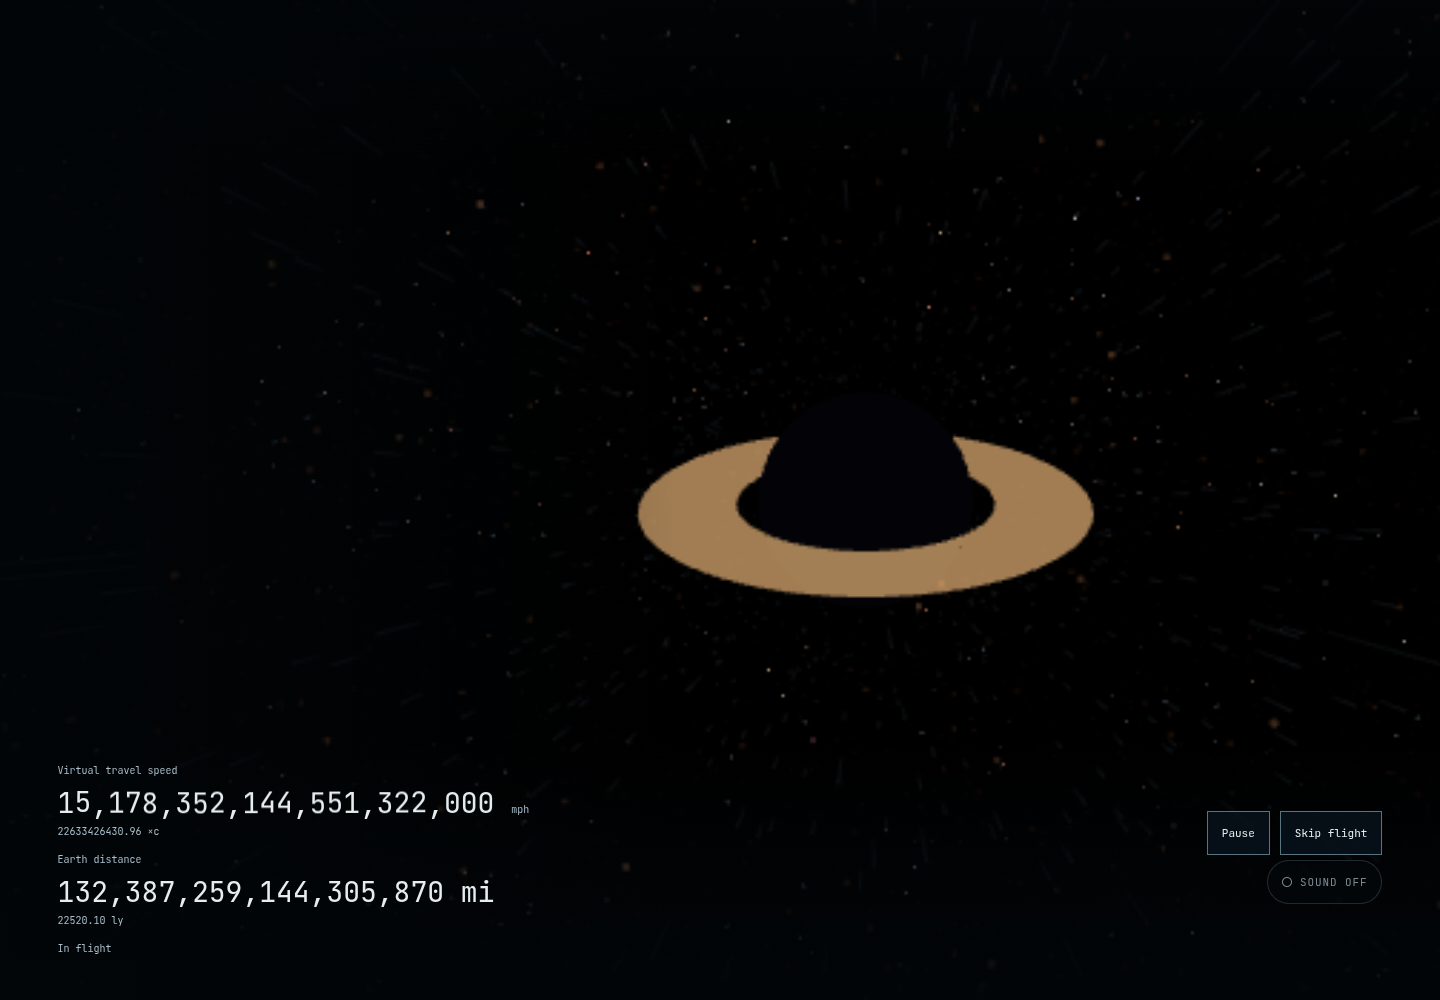 Virtual travel speed
15,178,352,144,551,322,000 mph
22633426430.96 ×c
Earth distance
132,387,259,144,305,870 mi
22520.10 ly
In flight
Pause
Skip flight
SOUND OFF